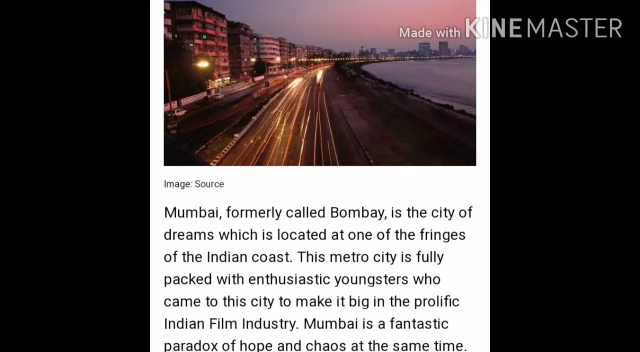 Made with KINEMASTER
Image: Source
Mumbai, formerly called Bombay, is the city of
dreams which is located at one of the fringes
of the Indian coast. This metro city is fully
packed with enthusiastic youngsters who
came to this city to make it big in the prolific
Indian Film Industry. Mumbai is a fantastic
paradox of hope and chaos at the same time.